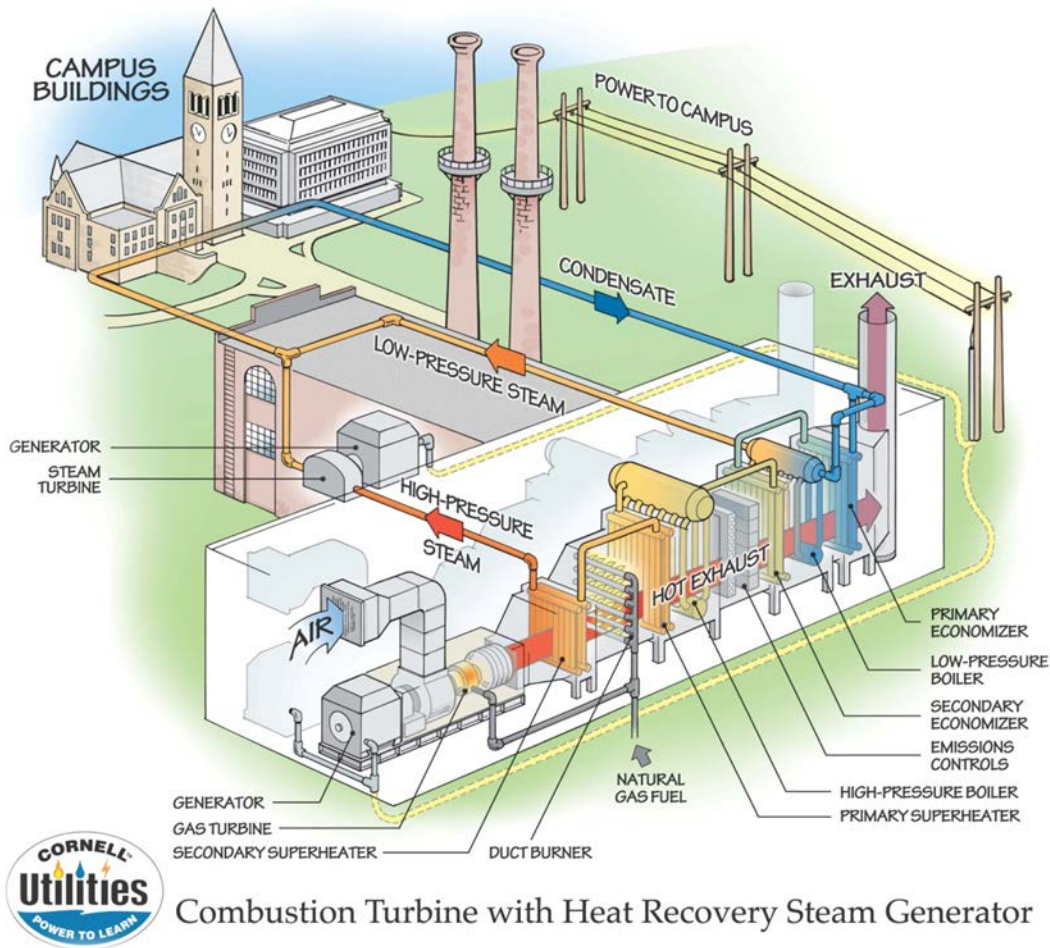 CAMPUS
BUILDINGS
POWER TO CAMPUS
CONDENSATE
EXHAUST
LOW-PRESSURE STEAM
GENERATOR
STEAM
TURBINE
HIGH-PRESSURE
STEAM
HOT EXHAUST
AIR
PRIMARY
ECONOMIZER
LOW-PRESSURE
BOILER
SECONDARY
ECONOMIZER
EMISSIONS
CONTROLS
NATURAL
GAS FUEL
HIGH-PRESSURE BOILER
PRIMARY SUPERHEATER
GENERATOR
GAS TURBINE
SECONDARY SUPERHEATER
DUCT BURNER
CORNELL
Utilities
POWER TO LEARN
Combustion Turbine with Heat Recovery Steam Generator